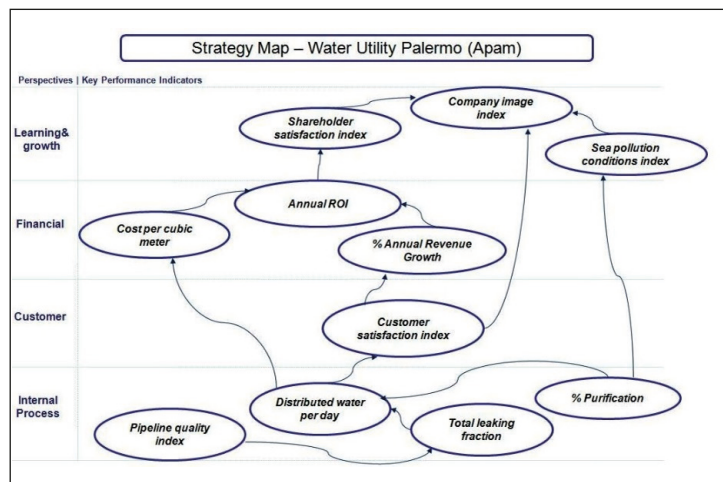 Strategy Map – Water Utility Palermo (Apam)
Perspectives | Key Performance Indicators
Learning&
growth
Shareholder
satisfaction index
Company image
index
Sea pollution
conditions index
Financial
Cost per cubic
meter
Annual ROI
% Annual Revenue
Growth
Customer
Customer
satisfaction index
Internal
Process
Pipeline quality
index
Distributed water
per day
Total leaking
fraction
% Purification